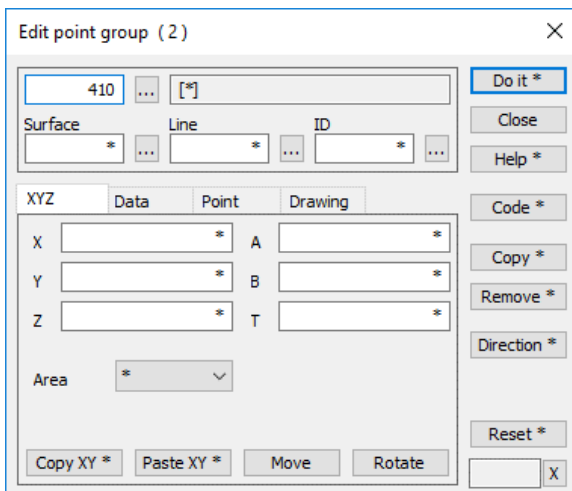 Edit point group ( 2 )
410 ... [*]
Surface Line ID
* ... * ... * ...
XYZ Data Point Drawing
X * A *
Y * B *
Z * T *
Area *
Copy XY * Paste XY * Move Rotate
Do it *
Close
Help *
Code *
Copy *
Remove *
Direction *
Reset *
X